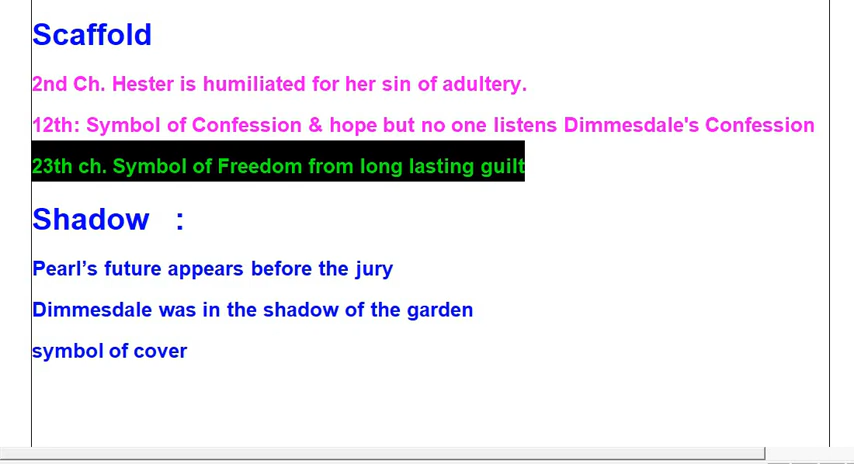 Scaffold
2nd Ch. Hester is humiliated for her sin of adultery.
12th: Symbol of Confession & hope but no one listens Dimmesdale's Confession
23th ch. Symbol of Freedom from long lasting guilt
Shadow :
Pearl’s future appears before the jury
Dimmesdale was in the shadow of the garden
symbol of cover